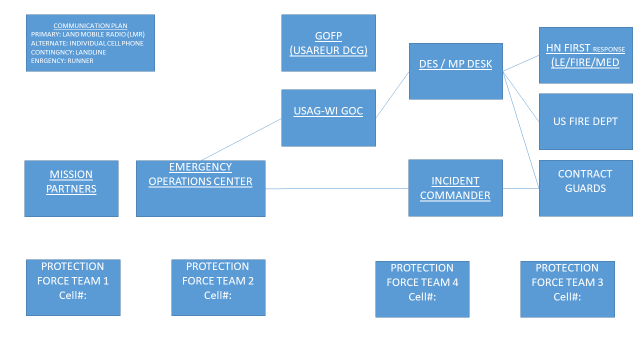 COMMUNICATION PLAN
PRIMARY: LAND MOBILE RADIO (LMR)
ALTERNATE: INDIVIDUAL CELL PHONE
CONTINGNCY: LANDLINE
ENRGENCY: RUNNER
GOFP
(USAREUR DCG)
DES / MP DESK
HN FIRST RESPONSE
(LE/FIRE/MED
USAG-WI GOC
US FIRE DEPT
MISSION
PARTNERS
EMERGENCY
OPERATIONS CENTER
INCIDENT
COMMANDER
CONTRACT
GUARDS
PROTECTION
FORCE TEAM 1
Cell#:
PROTECTION
FORCE TEAM 2
Cell#:
PROTECTION
FORCE TEAM 4
Cell#:
PROTECTION
FORCE TEAM 3
Cell#: